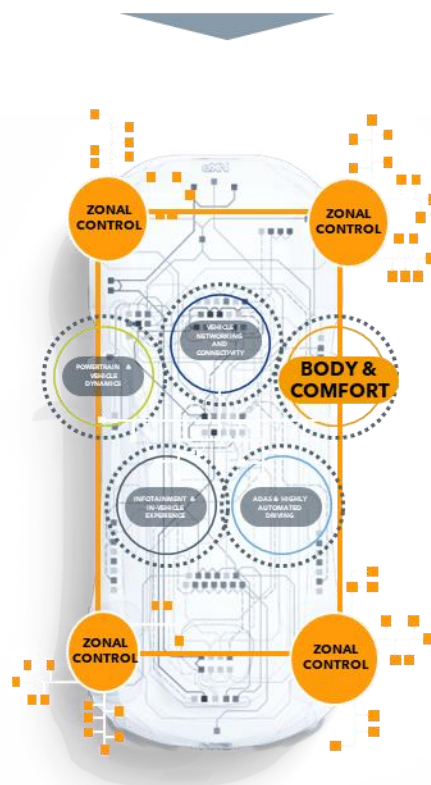 ZONAL
CONTROL
ZONAL
CONTROL
VEHICLE
NETWORKING
AND
CONNECTIVITY
POWERTRAIN &
VEHICLE
DYNAMICS
BODY &
COMFORT
INFOTAINMENT &
IN-VEHICLE
EXPERIENCE
ADAS & HIGHLY
AUTOMATED
DRIVING
ZONAL
CONTROL
ZONAL
CONTROL